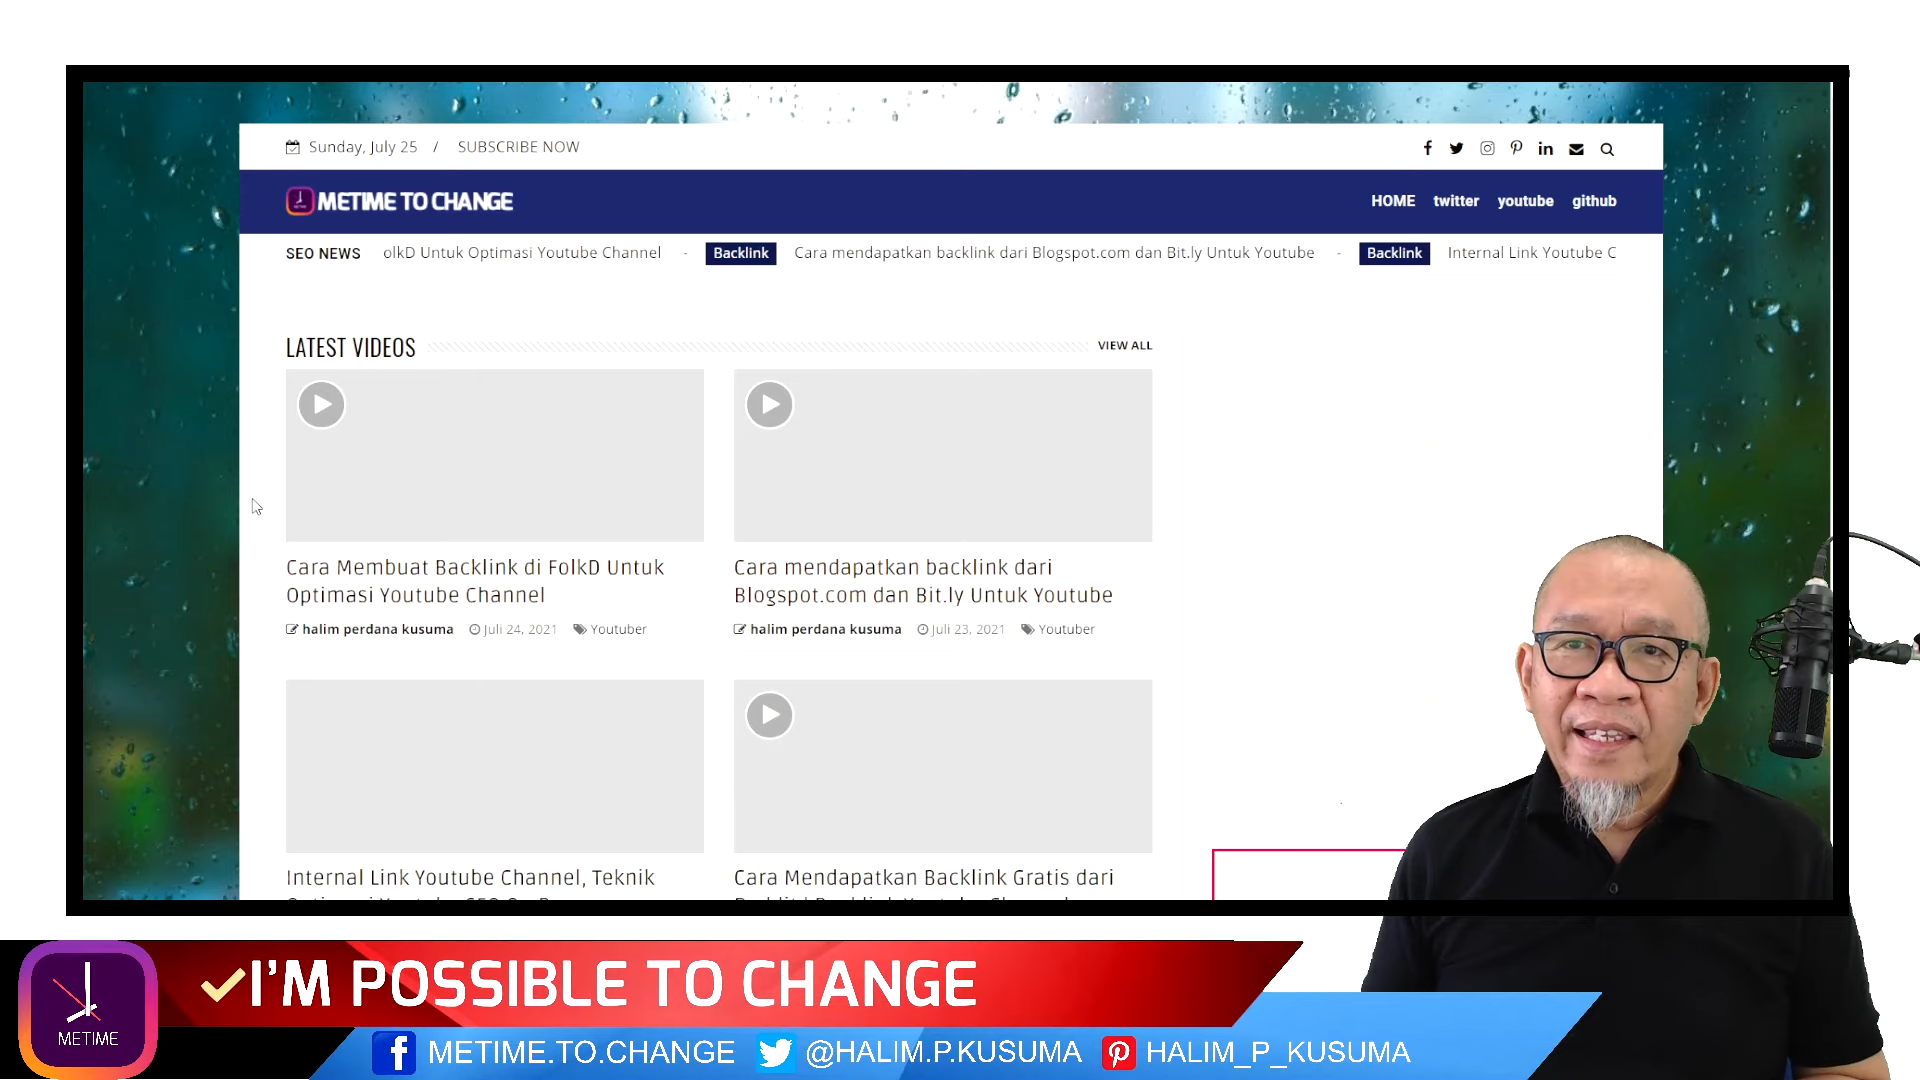 Sunday, July 25 / SUBSCRIBE NOW
METIME TO CHANGE
HOME twitter youtube github
SEO NEWS olkD Untuk Optimasi Youtube Channel - Backlink Cara mendapatkan backlink dari Blogspot.com dan Bit.ly Untuk Youtube - Backlink Internal Link Youtube C
LATEST VIDEOS
VIEW ALL
Cara Membuat Backlink di FolkD Untuk
Optimasi Youtube Channel
halim perdana kusuma Juli 24, 2021 Youtuber
Cara mendapatkan backlink dari
Blogspot.com dan Bit.ly Untuk Youtube
halim perdana kusuma Juli 23, 2021 Youtuber
Internal Link Youtube Channel, Teknik
Cara Mendapatkan Backlink Gratis dari
I'M POSSIBLE TO CHANGE
METIME
METIME.TO.CHANGE @HALIM.P.KUSUMA HALIM_P_KUSUMA